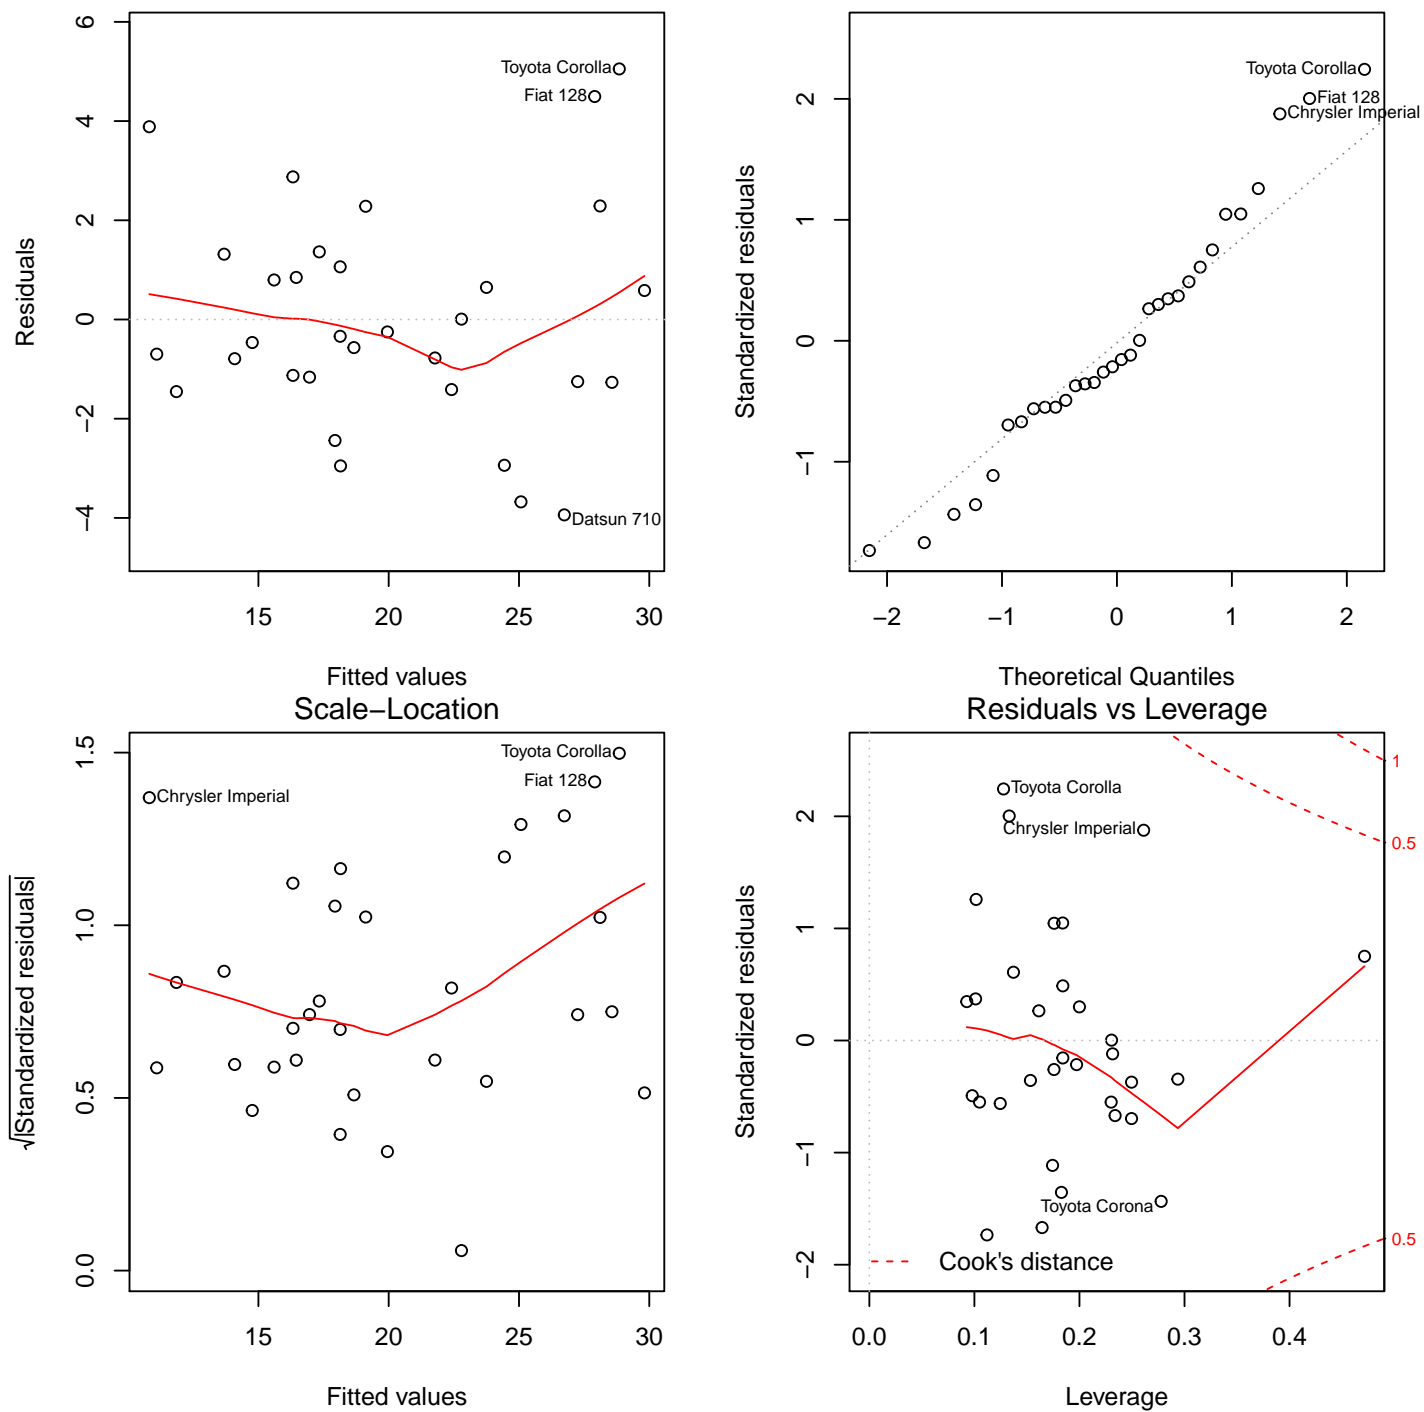 6
4
2
0
−2
−4
Residuals
Toyota Corolla
Fiat 128
Datsun 710
15 20 25 30
Fitted values
2
1
0
−1
Standardized residuals
Toyota Corolla
Fiat 128
Chrysler Imperial
−2 −1 0 1 2
Theoretical Quantiles
Scale−Location
1.5
1.0
0.5
0.0
√|Standardized residuals|
Toyota Corolla
Fiat 128
Chrysler Imperial
15 20 25 30
Fitted values
Residuals vs Leverage
2
1
0
−1
−2
Standardized residuals
Toyota Corolla
Chrysler Imperial
Toyota Corona
Cook's distance
1
0.5
0.5
0.0 0.1 0.2 0.3 0.4
Leverage